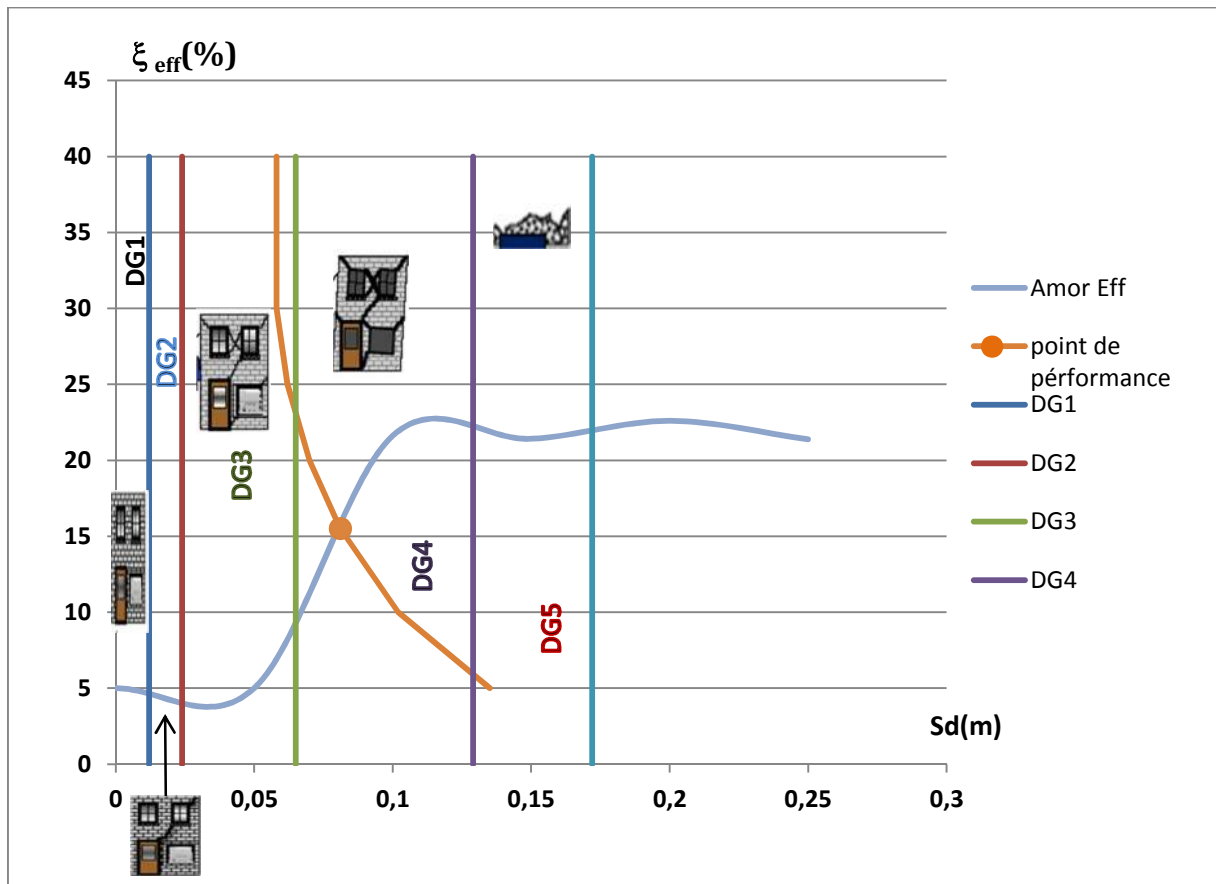 ξ eff(%)
45
40
35
30
25
20
15
10
5
0
DG1
DG2
DG3
DG4
DG5
Sd(m)
0 0,05 0,1 0,15 0,2 0,25 0,3
Amor Eff
point de
pérformance
DG1
DG2
DG3
DG4